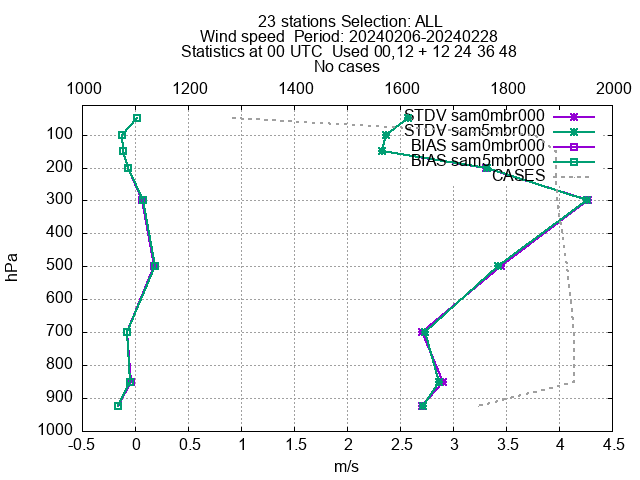 23 stations Selection: ALL
Wind speed  Period: 20240206-20240228
Statistics at 00 UTC  Used 00,12 + 12 24 36 48
No cases
1000 1200 1400 1600 1800 2000
STDV sam0mbr000
STDV sam5mbr000
BIAS sam0mbr000
BIAS sam5mbr000
CASES
100
200
300
400
500
600
700
800
900
1000
hPa
-0.5 0 0.5 1 1.5 2 2.5 3 3.5 4 4.5
m/s